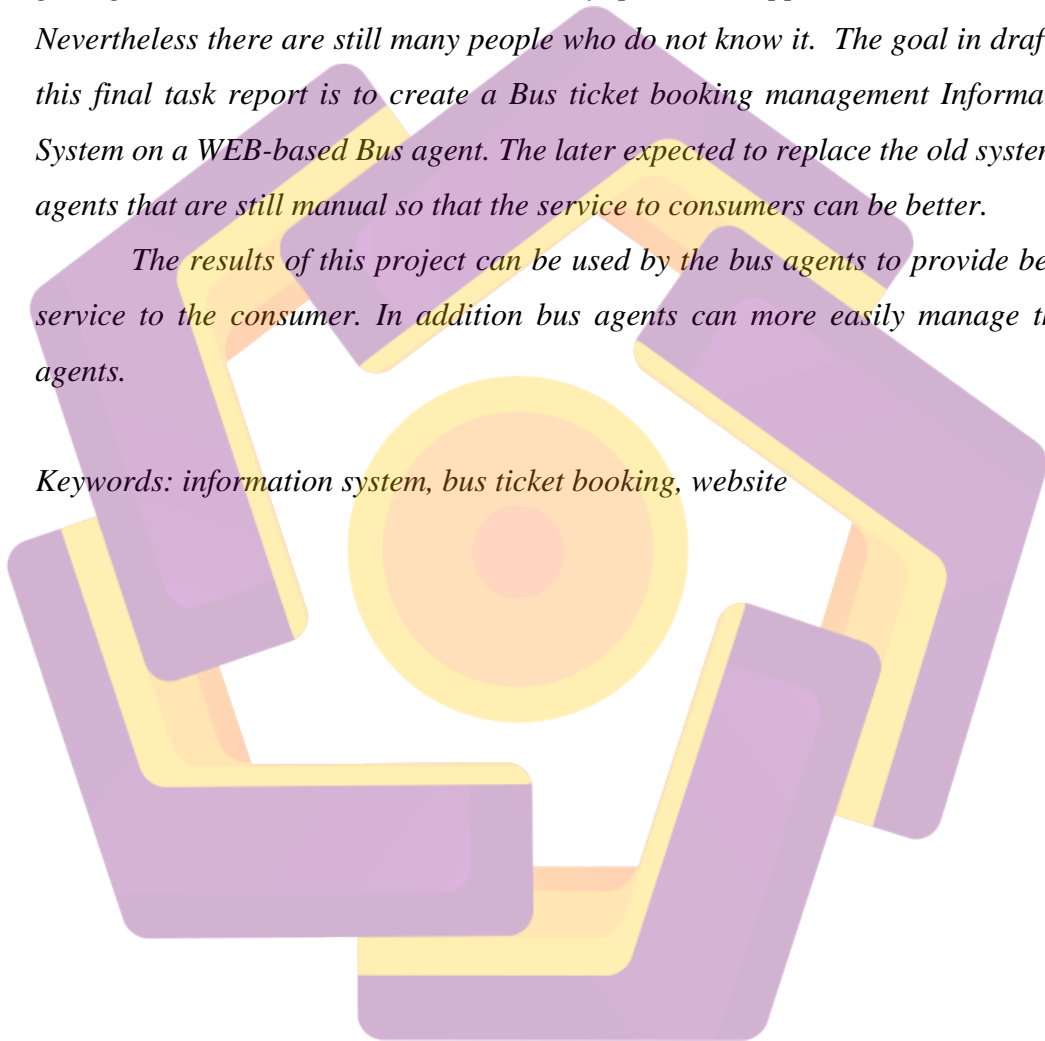 Nevertheless there are still many people who do not know it. The goal in draf
this final task report is to create a Bus ticket booking management Informa
System on a WEB-based Bus agent. The later expected to replace the old system
agents that are still manual so that the service to consumers can be better.
The results of this project can be used by the bus agents to provide be
service to the consumer. In addition bus agents can more easily manage th
agents.
Keywords: information system, bus ticket booking, website